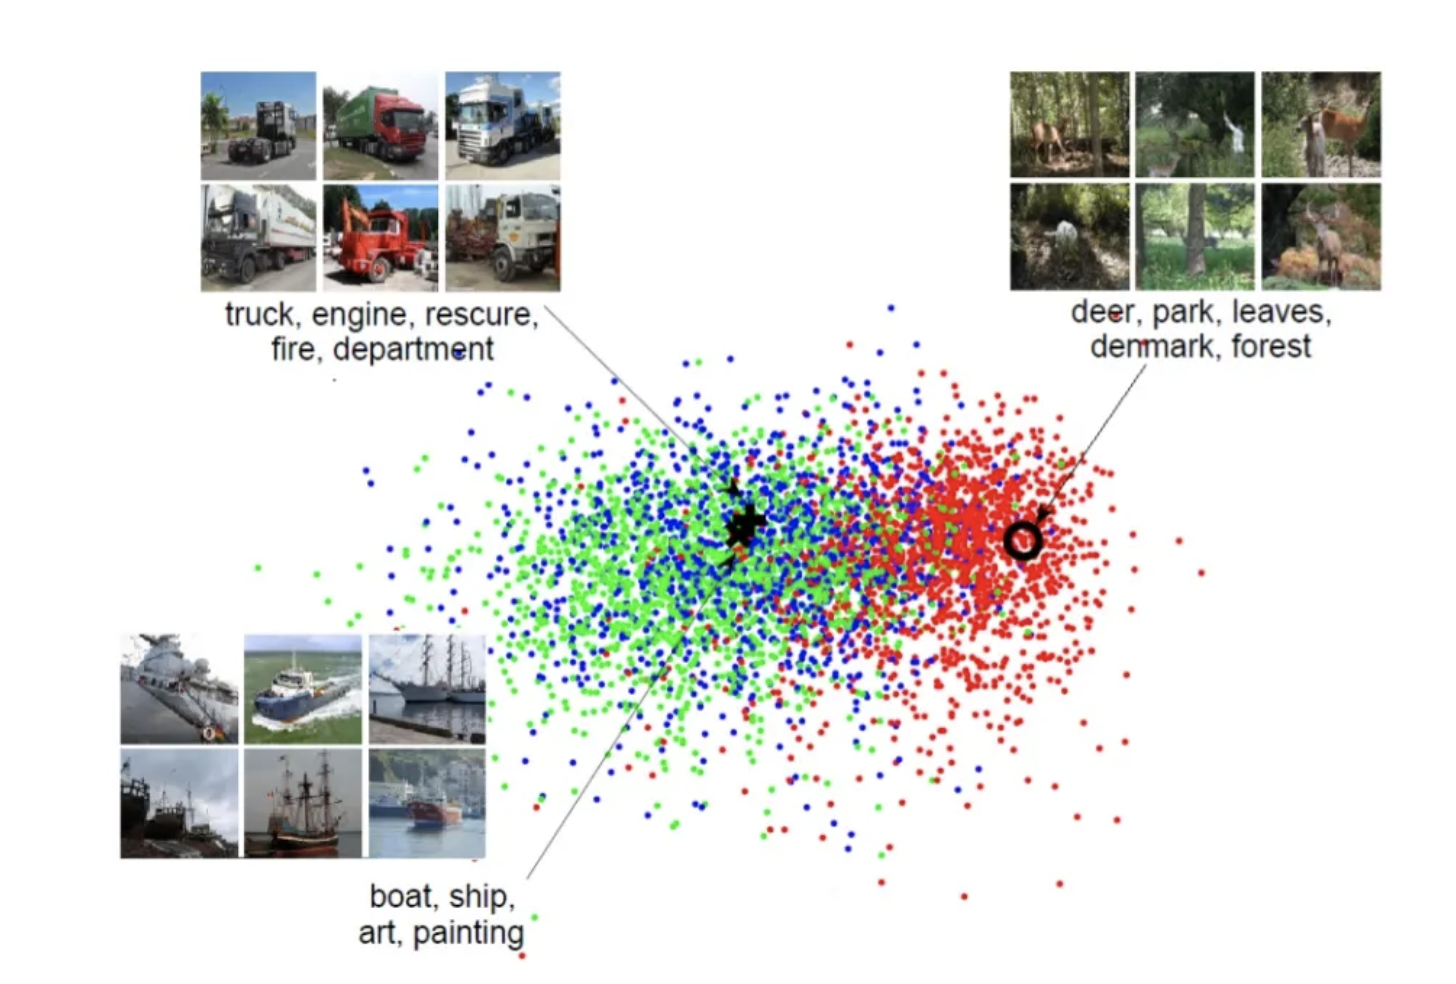 truck, engine, rescure,
fire, department
deer, park, leaves,
denmark, forest
boat, ship,
art, painting